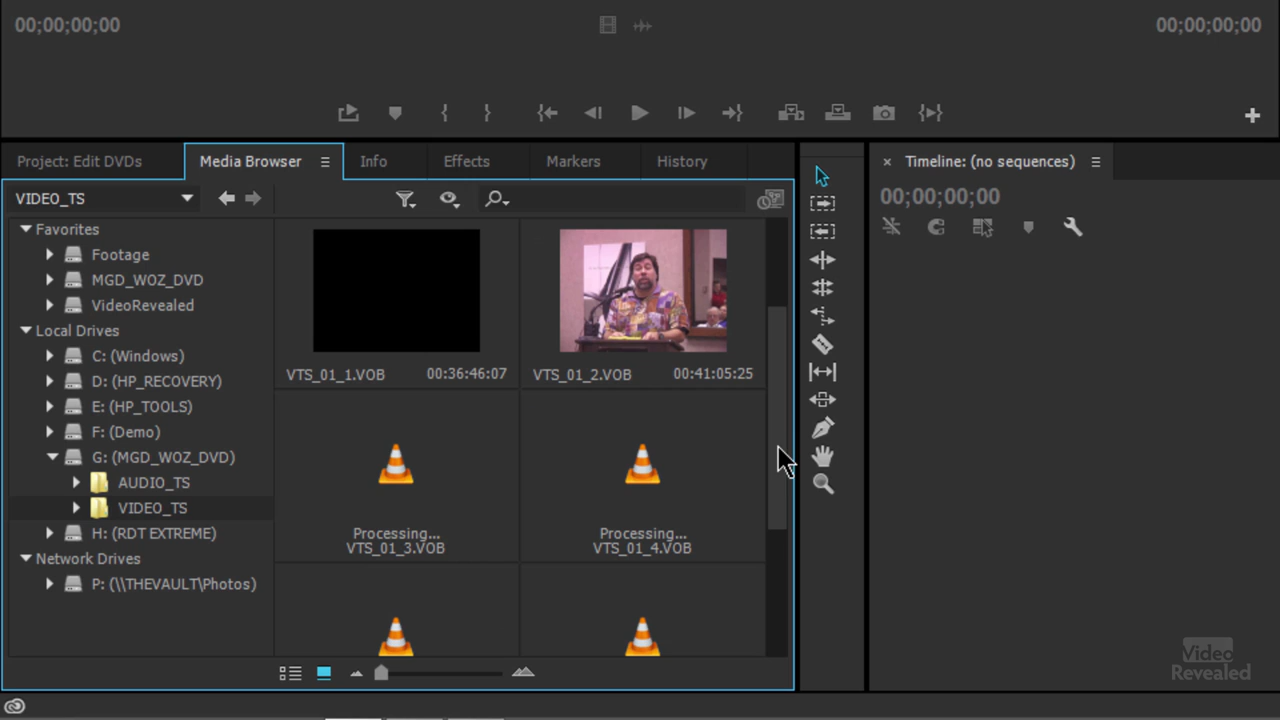 00;00;00;00
00;00;00;00
Project: Edit DVDs
Media Browser
Info
Effects
Markers
History
Timeline: (no sequences)
VIDEO_TS
00;00;00;00
Favorites
Footage
MGD_WOZ_DVD
VideoRevealed
Local Drives
C: (Windows)
D: (HP_RECOVERY)
E: (HP_TOOLS)
F: (Demo)
G: (MGD_WOZ_DVD)
AUDIO_TS
VIDEO_TS
H: (RDT EXTREME)
Network Drives
P: (\\THEVAULT\Photos)
VTS_01_1.VOB 00:36:46:07
VTS_01_2.VOB 00:41:05:25
Processing...
VTS_01_3.VOB
Processing...
VTS_01_4.VOB
Video
Revealed